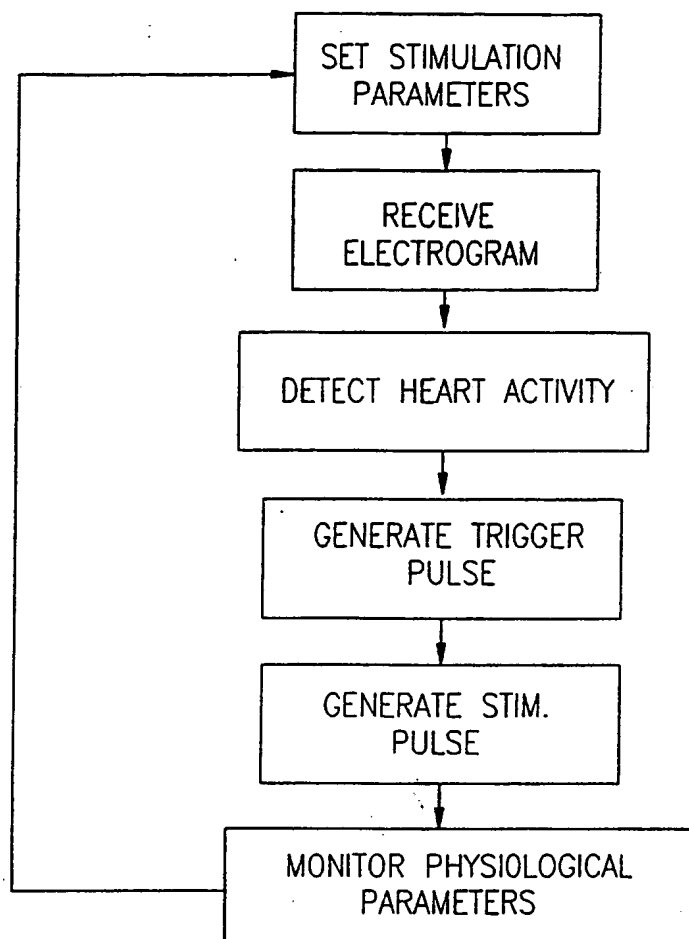 SET STIMULATION
PARAMETERS
RECEIVE
ELECTROGRAM
DETECT HEART ACTIVITY
GENERATE TRIGGER
PULSE
GENERATE STIM.
PULSE
MONITOR PHYSIOLOGICAL
PARAMETERS